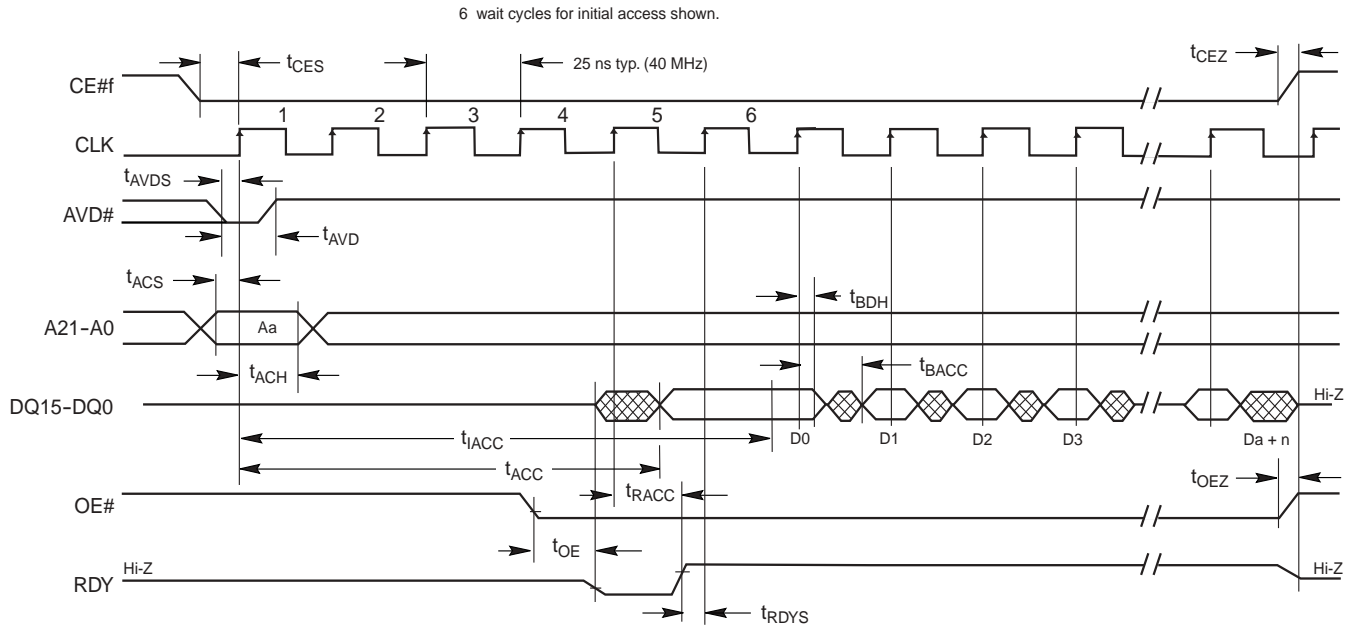 6 wait cycles for initial access shown.
tCES
25 ns typ. (40 MHz)
tCEZ
CE#f
1 2 3 4 5 6
CLK
tAVDS
AVD#
tAVD
tACS
tBDH
A21-A0
Aa
tACH
tBACC
DQ15-DQ0
Hi-Z
D0 D1 D2 D3 Da + n
tIACC
tACC
tOEZ
tRACC
OE#
tOE
Hi-Z
Hi-Z
RDY
tRDYS